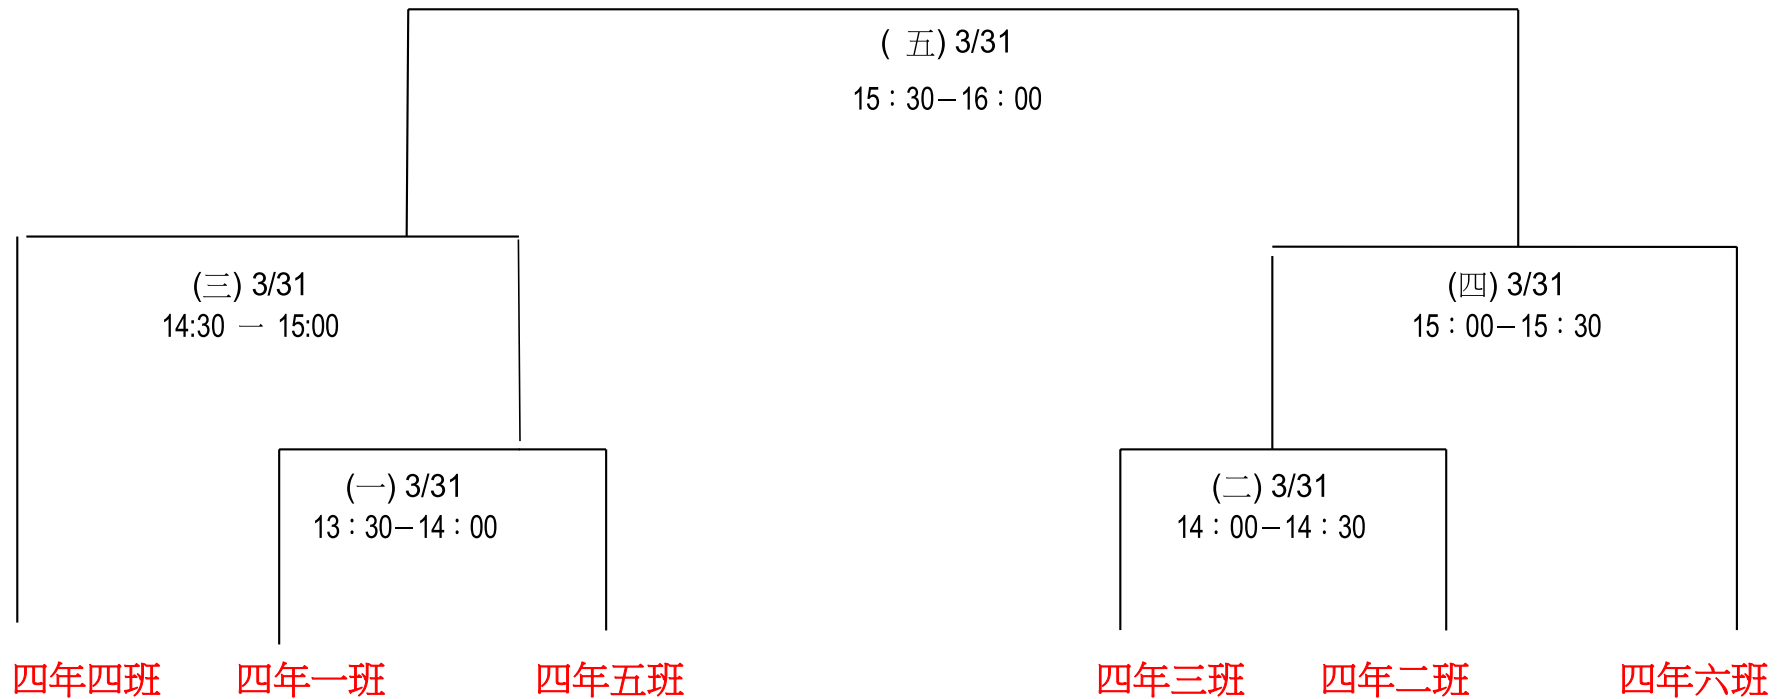 ( 五) 3/31
15：30－16：00
(三) 3/31
14:30 一 15:00
(四) 3/31
15：00－15：30
(一) 3/31
13：30－14：00
(二) 3/31
14：00－14：30
四年四班
四年一班
四年五班
四年三班
四年二班
四年六班